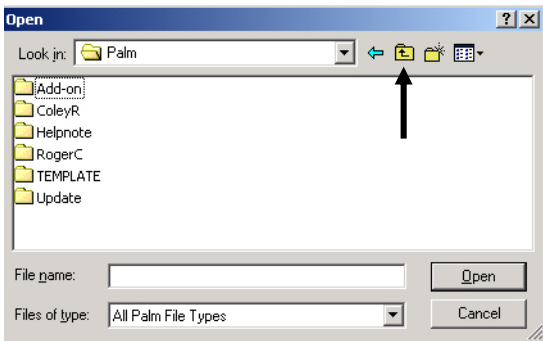 Open
Look in: Palm
Add-on
ColeyR
Helpnote
RogerC
TEMPLATE
Update
File name:
Open
Files of type: All Palm File Types
Cancel